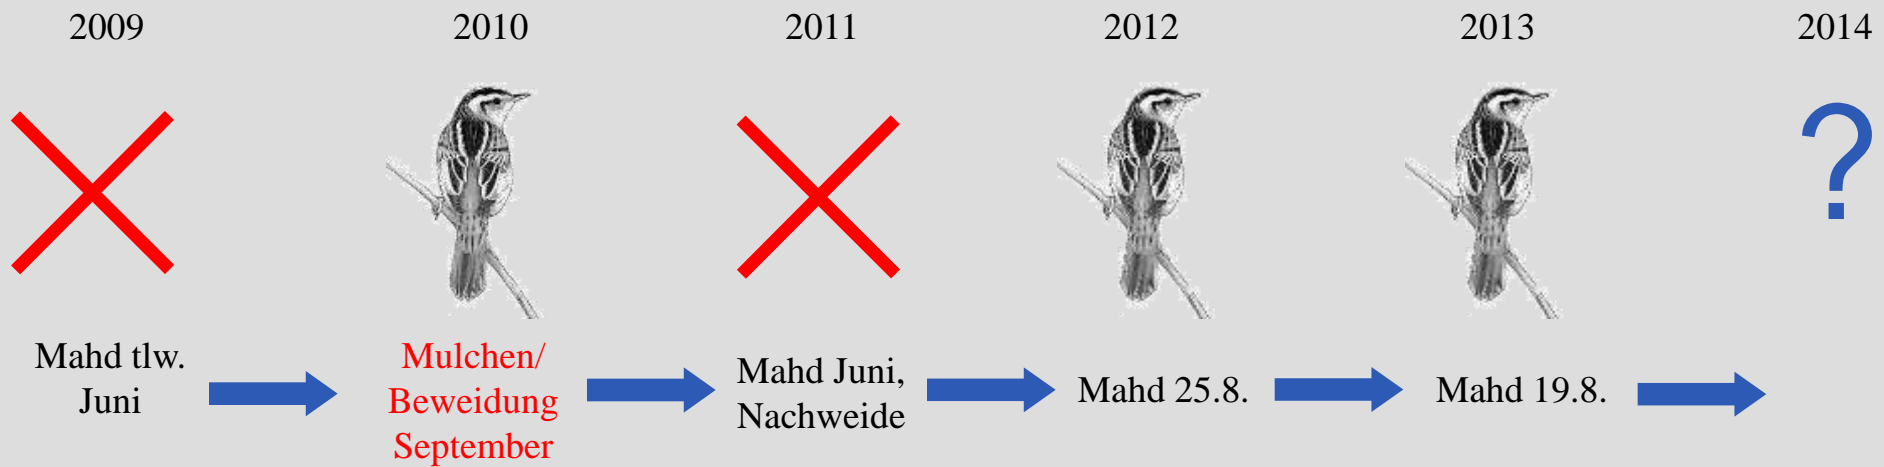 2009
2010
2011
2012
2013
2014
?
Mahd tlw.
Juni
Mulchen/
Beweidung
September
Mahd Juni,
Nachweide
Mahd 25.8.
Mahd 19.8.